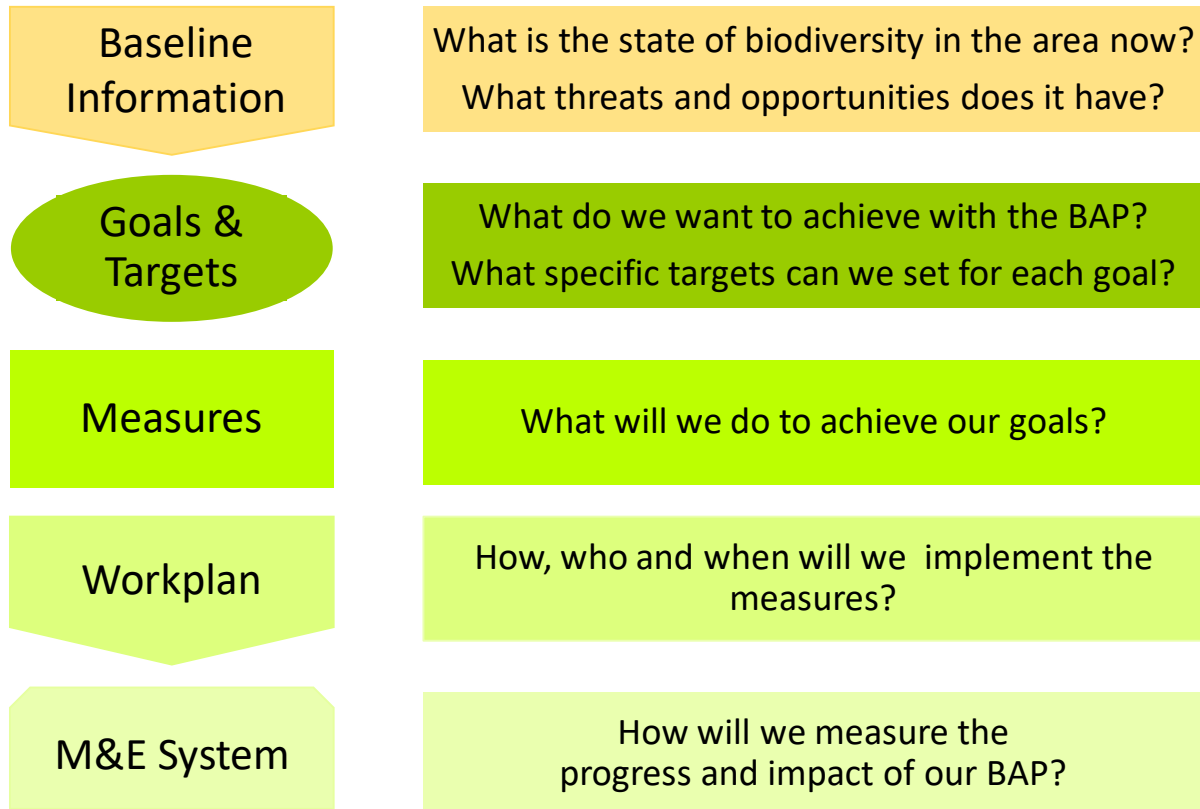 Baseline
Information
What is the state of biodiversity in the area now?
What threats and opportunities does it have?
Goals &
Targets
What do we want to achieve with the BAP?
What specific targets can we set for each goal?
Measures
What will we do to achieve our goals?
Workplan
How, who and when will we  implement the
measures?
M&E System
How will we measure the
progress and impact of our BAP?